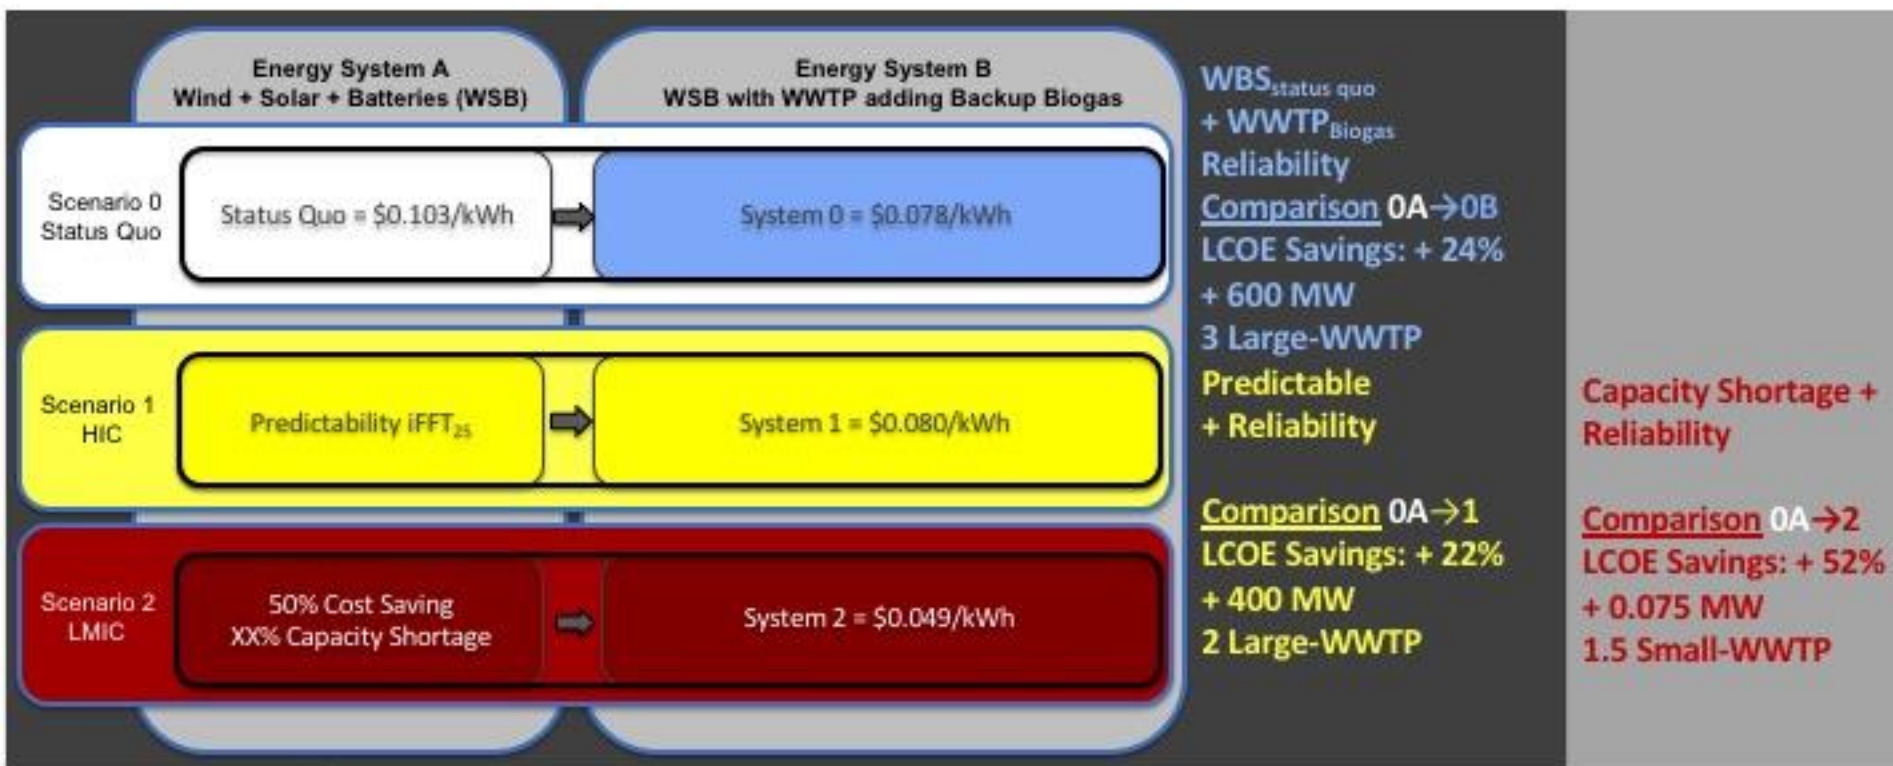 Energy System A
Wind + Solar + Batteries (WSB)
Energy System B
WSB with WWTP adding Backup Biogas
Scenario 0
Status Quo
Status Quo = $0.103/kWh
System 0 = $0.078/kWh
Scenario 1
HIC
Predictability iFFT₂₅
System 1 = $0.080/kWh
Scenario 2
LMIC
50% Cost Saving
XX% Capacity Shortage
System 2 = $0.049/kWh
WBS status quo
+ WWTP Biogas
Reliability
Comparison 0A→0B
LCOE Savings: + 24%
+ 600 MW
3 Large-WWTP
Predictable
+ Reliability
Comparison 0A→1
LCOE Savings: + 22%
+ 400 MW
2 Large-WWTP
Capacity Shortage +
Reliability
Comparison 0A→2
LCOE Savings: + 52%
+ 0.075 MW
1.5 Small-WWTP